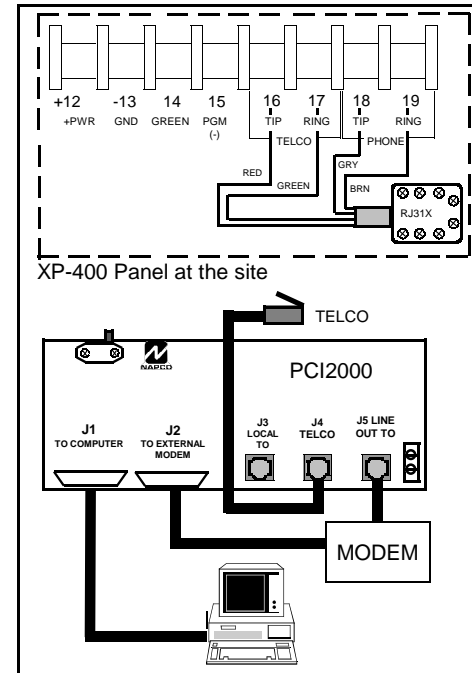 +12 -13 14 15 16 17 18 19
+PWR GND GREEN PGM TIP RING TIP RING
(-) TELCO PHONE
RED GRY
GREEN BRN
RJ31X
XP-400 Panel at the site
TELCO
NAPCO
PCI2000
J1 J2 J3 J4 J5 LINE
TO COMPUTER TO EXTERNAL LOCAL TELCO OUT TO
MODEM TO
MODEM